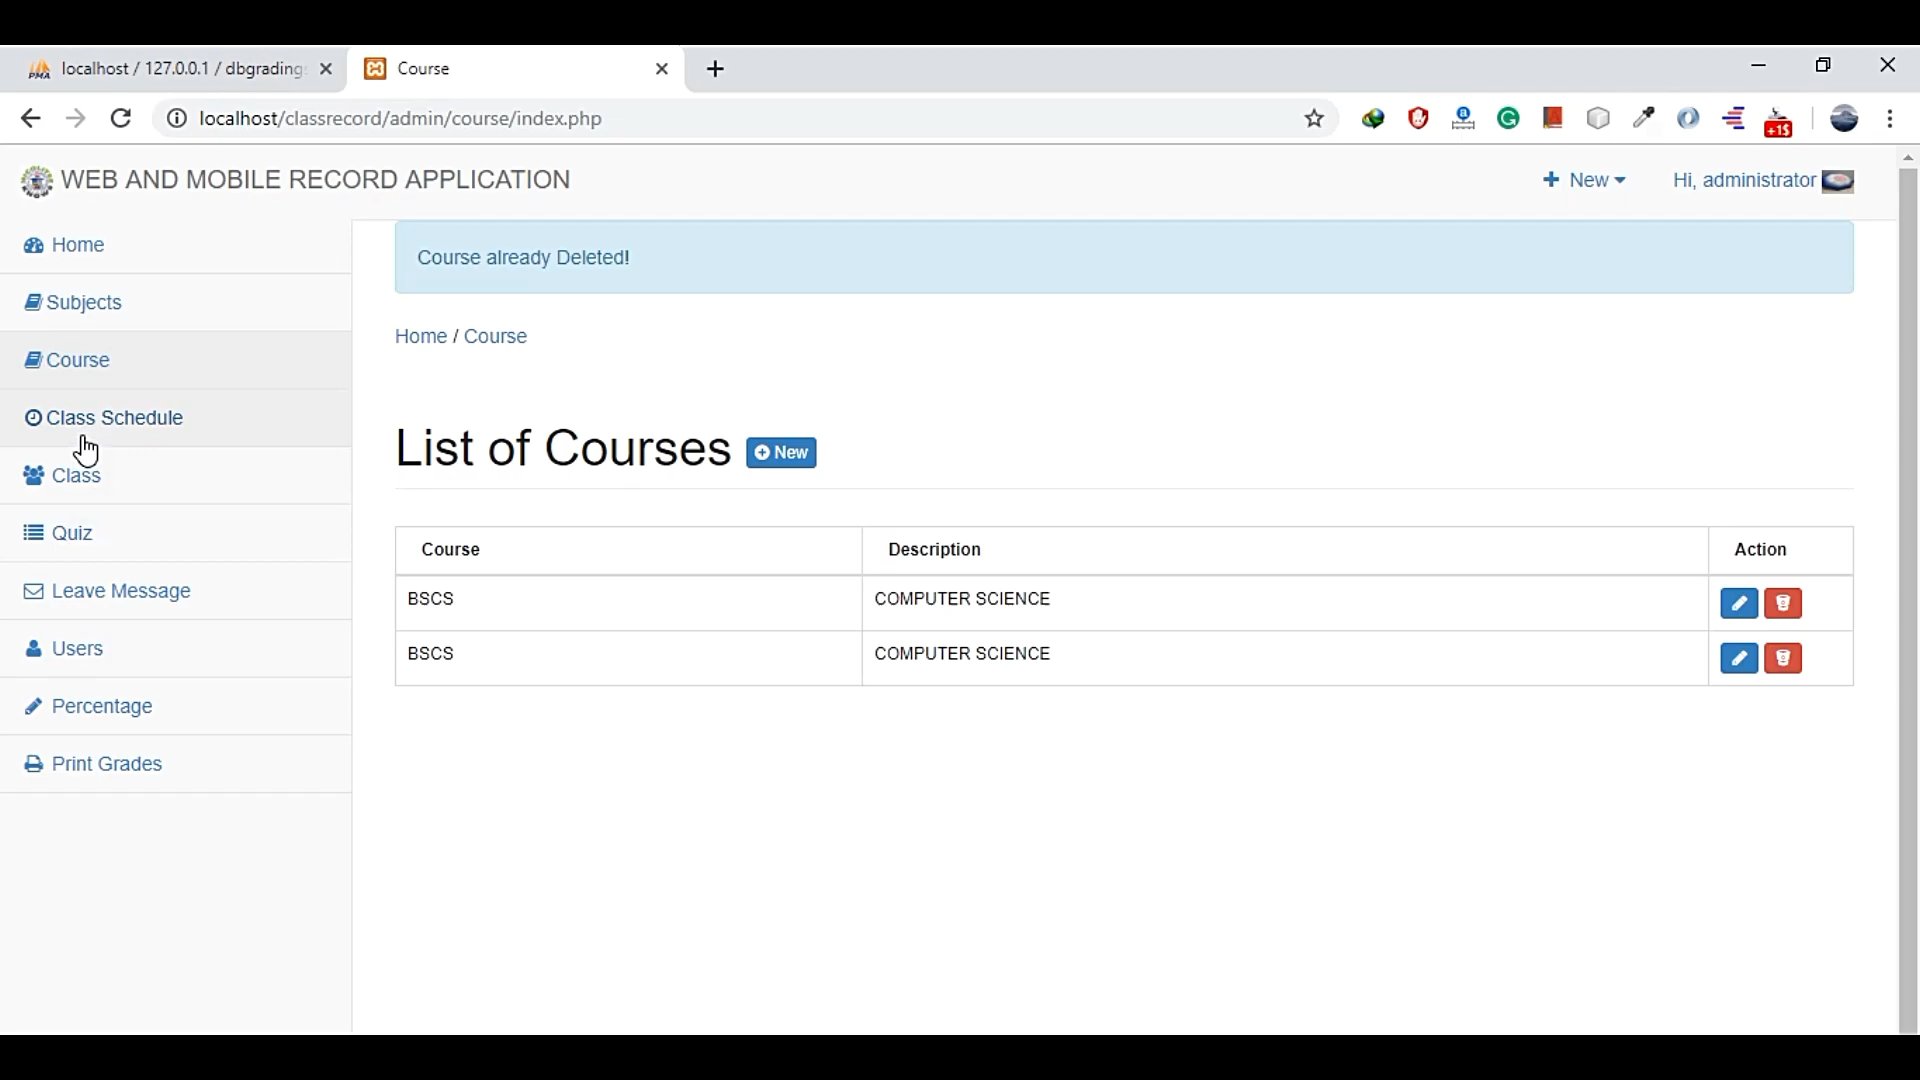 localhost / 127.0.0.1 / dbgrading
Course
localhost/classrecord/admin/course/index.php
+1$
WEB AND MOBILE RECORD APPLICATION
New
Hi, administrator
Home
Subjects
Course
Class Schedule
Class
Quiz
Leave Message
Users
Percentage
Print Grades
Course already Deleted!
Home / Course
List of Courses
New
Course Description Action
BSCS COMPUTER SCIENCE
BSCS COMPUTER SCIENCE